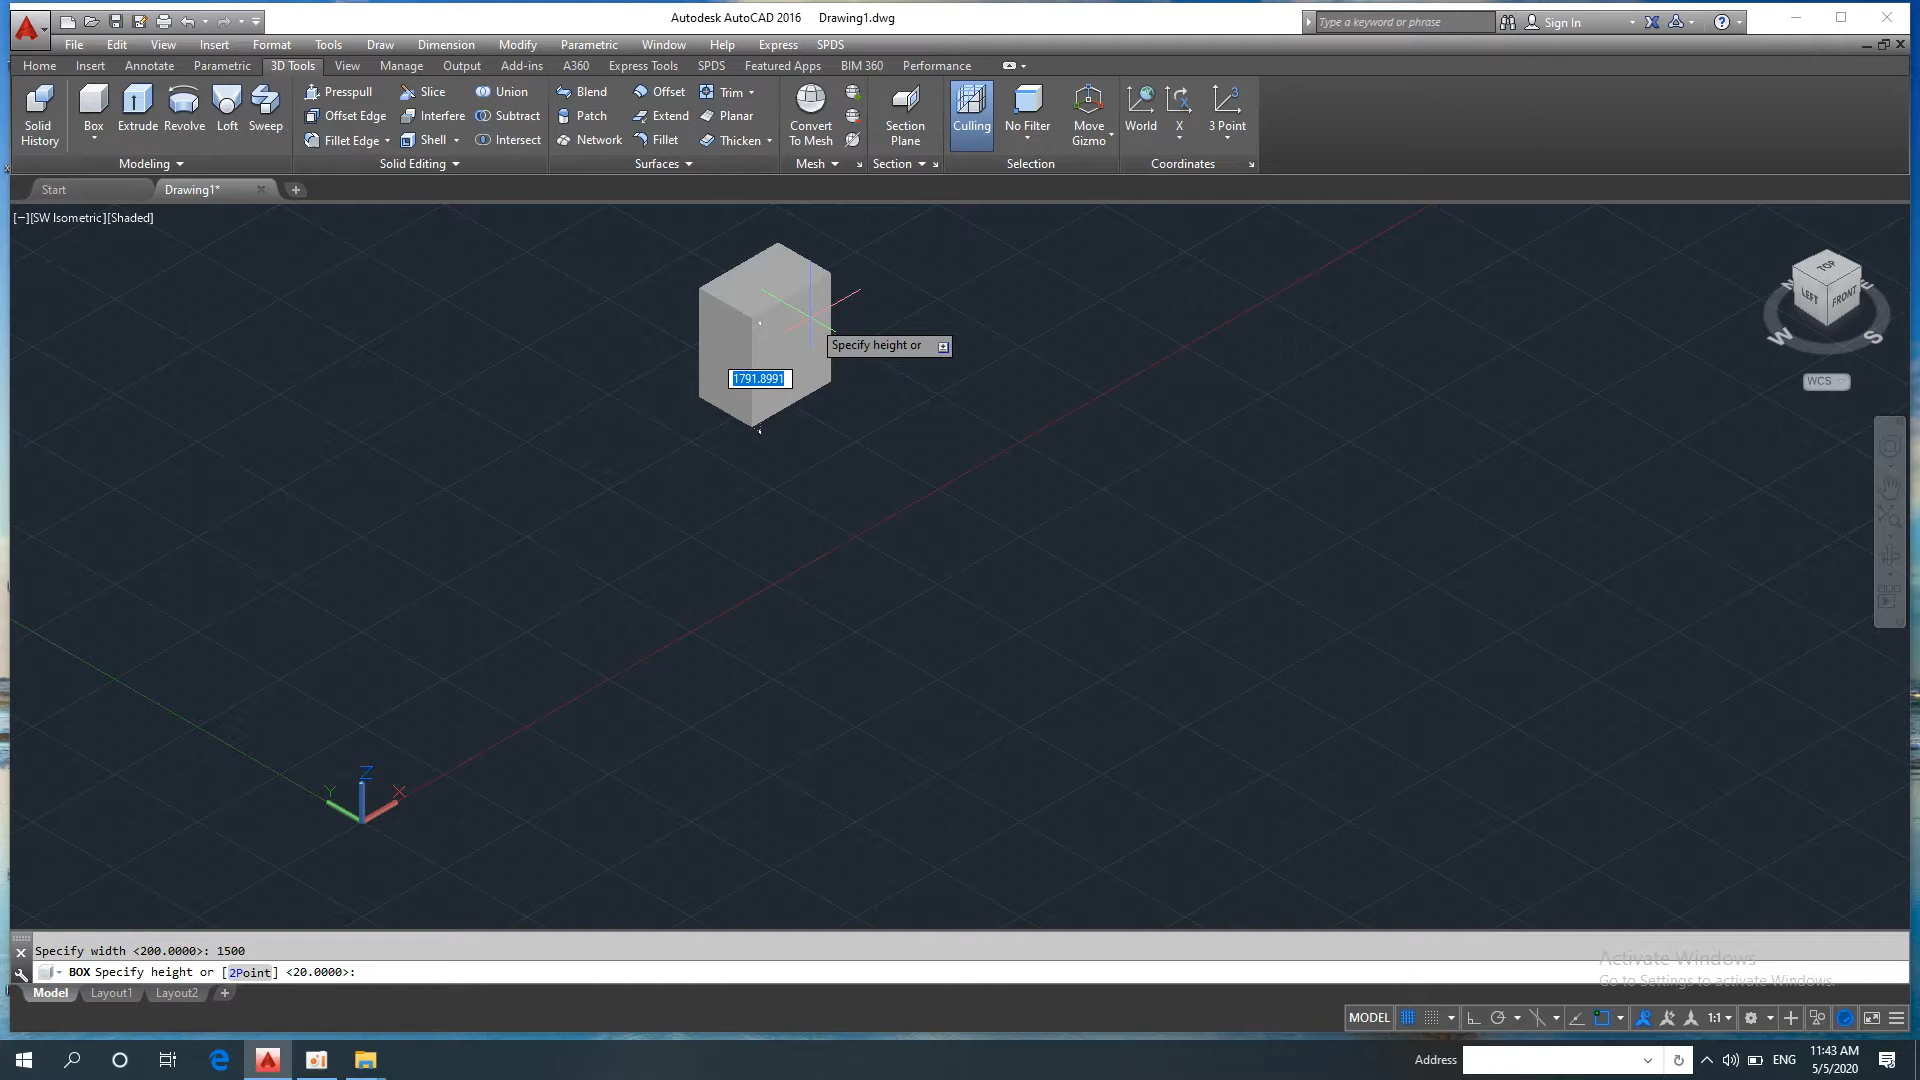 Autodesk AutoCAD 2016 Drawing1.dwg
Type a keyword or phrase
Sign In
File Edit View Insert Format Tools Draw Dimension Modify Parametric Window Help Express SPDS
Home Insert Annotate Parametric 3D Tools View Manage Output Add-ins A360 Express Tools SPDS Featured Apps BIM 360 Performance
Solid History
Box Extrude Revolve Loft Sweep
Presspull Slice Union
Offset Edge Interfere Subtract
Fillet Edge Shell Intersect
Blend Offset Trim
Patch Extend Planar
Network Fillet Thicken
Convert To Mesh
Section Plane
Culling No Filter Move Gizmo
World X 3 Point
Modeling Solid Editing Surfaces Mesh Section Selection Coordinates
Start Drawing1*
[−][SW Isometric][Shaded]
TOP
LEFT FRONT
N E
W S
WCS
Specify height or
1791.8991
Z
Y X
Specify width <200.0000>: 1500
BOX Specify height or [2Point] <20.0000>:
Activate Windows
Go to Settings to activate Windows.
Model Layout1 Layout2
MODEL 1:1
Address
ENG
11:43 AM
5/5/2020